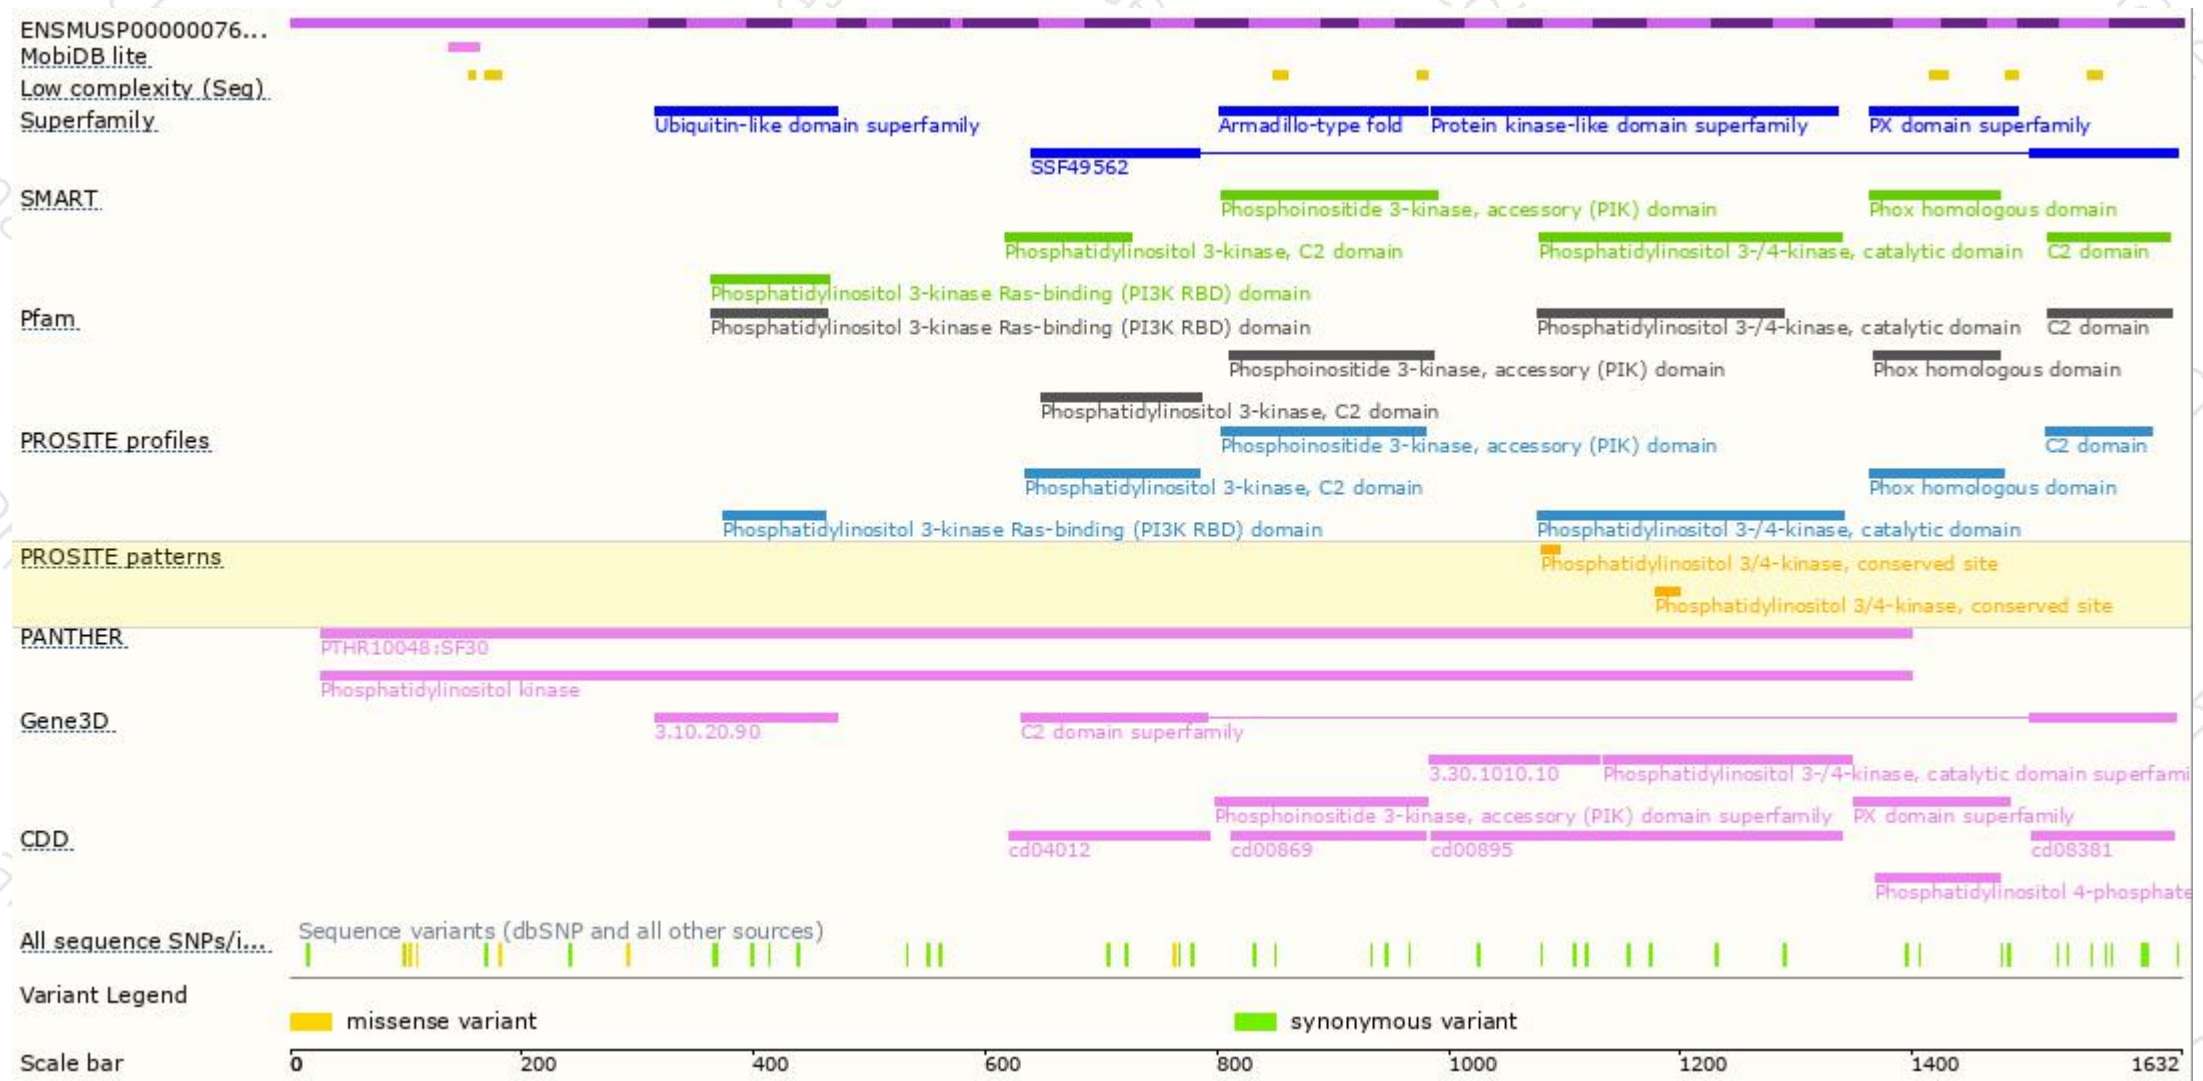 ENSMUSP00000076...
MobiDB lite
Low complexity (Seg)
Superfamily
Ubiquitin-like domain superfamily
Armadillo-type fold
Protein kinase-like domain superfamily
PX domain superfamily
SSF49562
SMART
Phosphoinositide 3-kinase, accessory (PIK) domain
Phox homologous domain
Phosphatidylinositol 3-kinase, C2 domain
Phosphatidylinositol 3-/4-kinase, catalytic domain
C2 domain
Phosphatidylinositol 3-kinase Ras-binding (PI3K RBD) domain
Pfam
Phosphatidylinositol 3-kinase Ras-binding (PI3K RBD) domain
Phosphatidylinositol 3-/4-kinase, catalytic domain
C2 domain
Phosphoinositide 3-kinase, accessory (PIK) domain
Phox homologous domain
Phosphatidylinositol 3-kinase, C2 domain
PROSITE profiles
Phosphoinositide 3-kinase, accessory (PIK) domain
C2 domain
Phosphatidylinositol 3-kinase, C2 domain
Phox homologous domain
Phosphatidylinositol 3-kinase Ras-binding (PI3K RBD) domain
Phosphatidylinositol 3-/4-kinase, catalytic domain
PROSITE patterns
Phosphatidylinositol 3/4-kinase, conserved site
Phosphatidylinositol 3/4-kinase, conserved site
PANTHER
PTHR10048:SF30
Phosphatidylinositol kinase
Gene3D
3.10.20.90
C2 domain superfamily
3.30.1010.10
Phosphatidylinositol 3-/4-kinase, catalytic domain superfami
Phosphoinositide 3-kinase, accessory (PIK) domain superfamily
PX domain superfamily
CDD
cd04012
cd00869
cd00895
cd08381
Phosphatidylinositol 4-phosphate
All sequence SNPs/i...
Sequence variants (dbSNP and all other sources)
Variant Legend
missense variant
synonymous variant
Scale bar
0 200 400 600 800 1000 1200 1400 1632